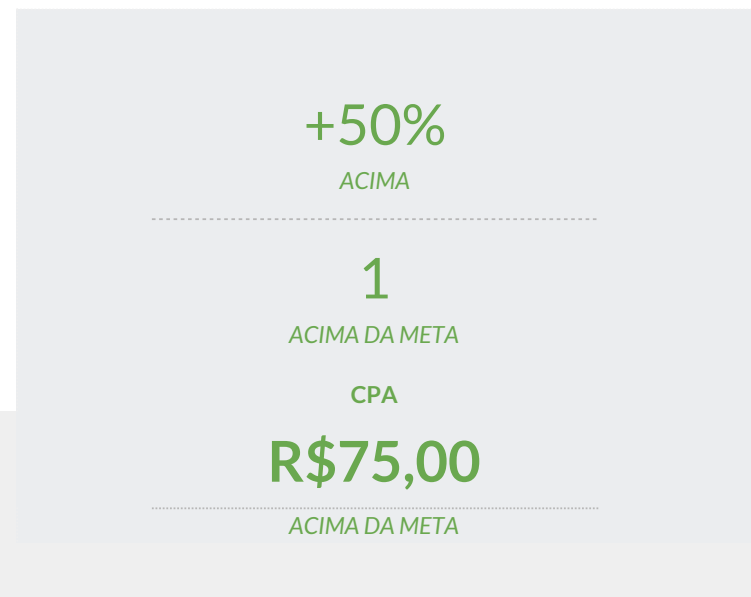 +50%
ACIMA
1
ACIMA DA META
CPA
R$75,00
ACIMA DA META